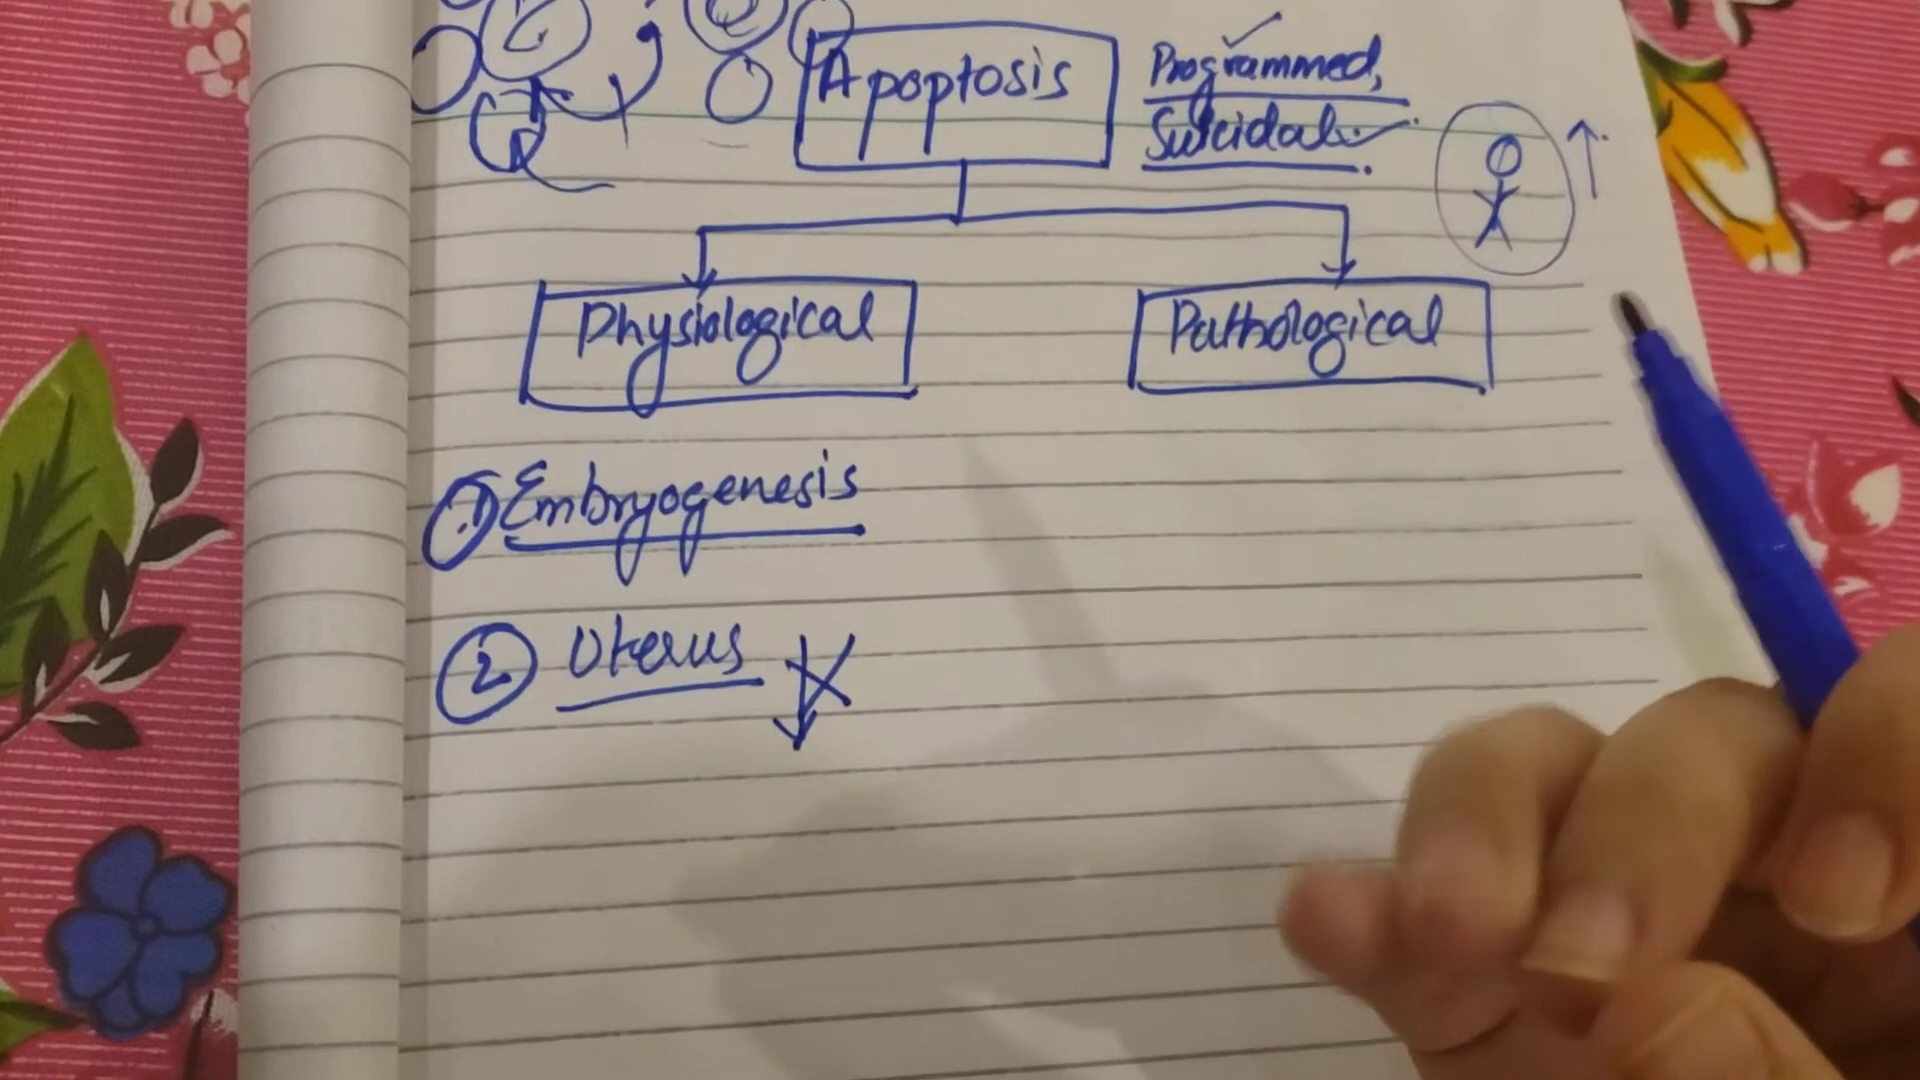 Apoptosis
Programmed,
Suicidal
Physiological
Pathological
1 Embryogenesis
2 Uterus